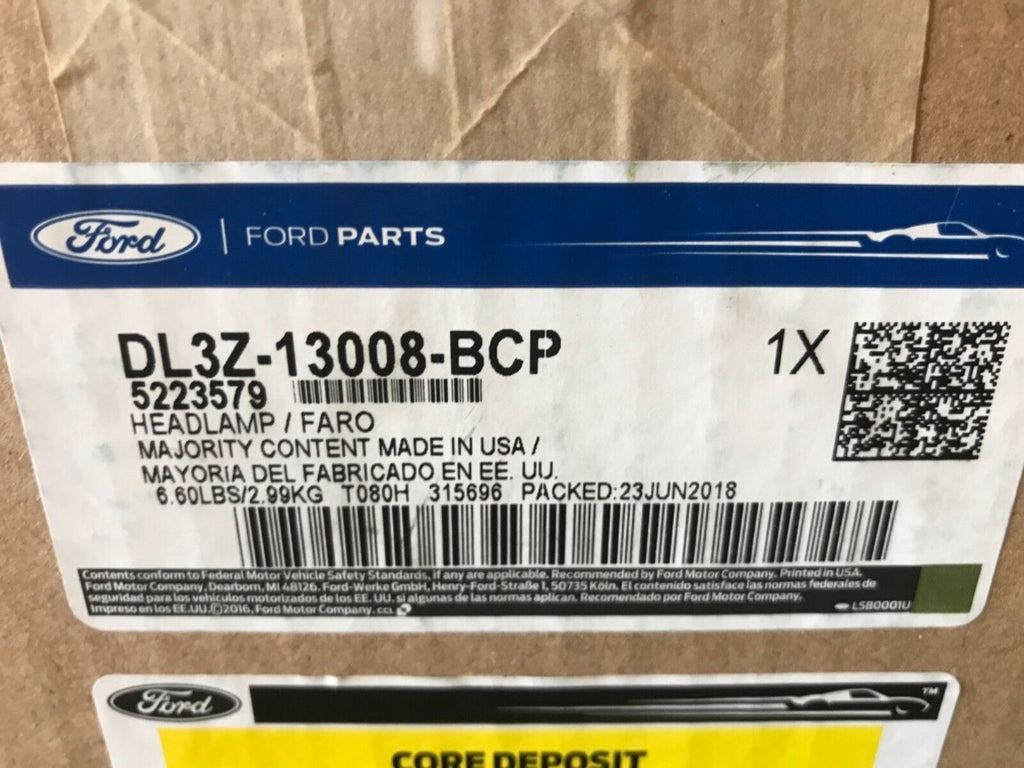 Ford | FORD PARTS
DL3Z-13008-BCP 1X
5223579
HEADLAMP / FARO
MAJORITY CONTENT MADE IN USA /
MAYORIA DEL FABRICADO EN EE. UU.
6.60LBS/2.99KG T080H 315696 PACKED:23JUN2018
Contents conform to Federal Motor Vehicle Safety Standards, if any are applicable. Recommended by Ford Motor Company. Printed in USA.
Ford Motor Company, Dearborn, MI 48126. Ford-Werke GmbH, Henry-Ford-Straße 1, 50735 Köln. El contenido satisface las normas federales de
seguridad para los vehículos motorizados de los EE. UU. si algunas de las normas aplican. Recomendado por Ford Motor Company.
Impreso en los EE.UU. ©2016, Ford Motor Company. CCL LSB0001U
Ford TM
CORE DEPOSIT